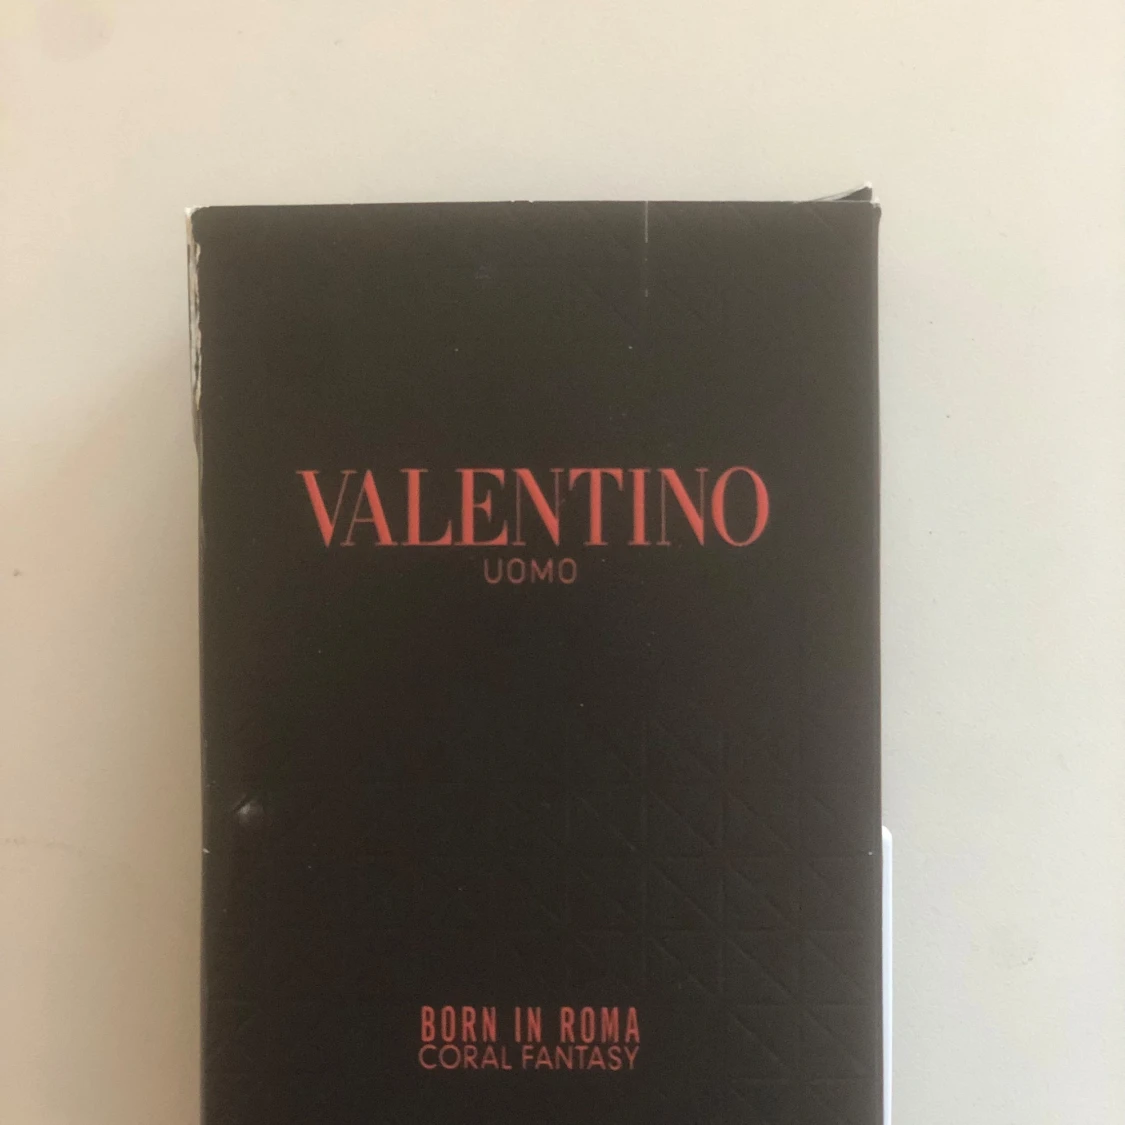 VALENTINO
UOMO
BORN IN ROMA
CORAL FANTASY